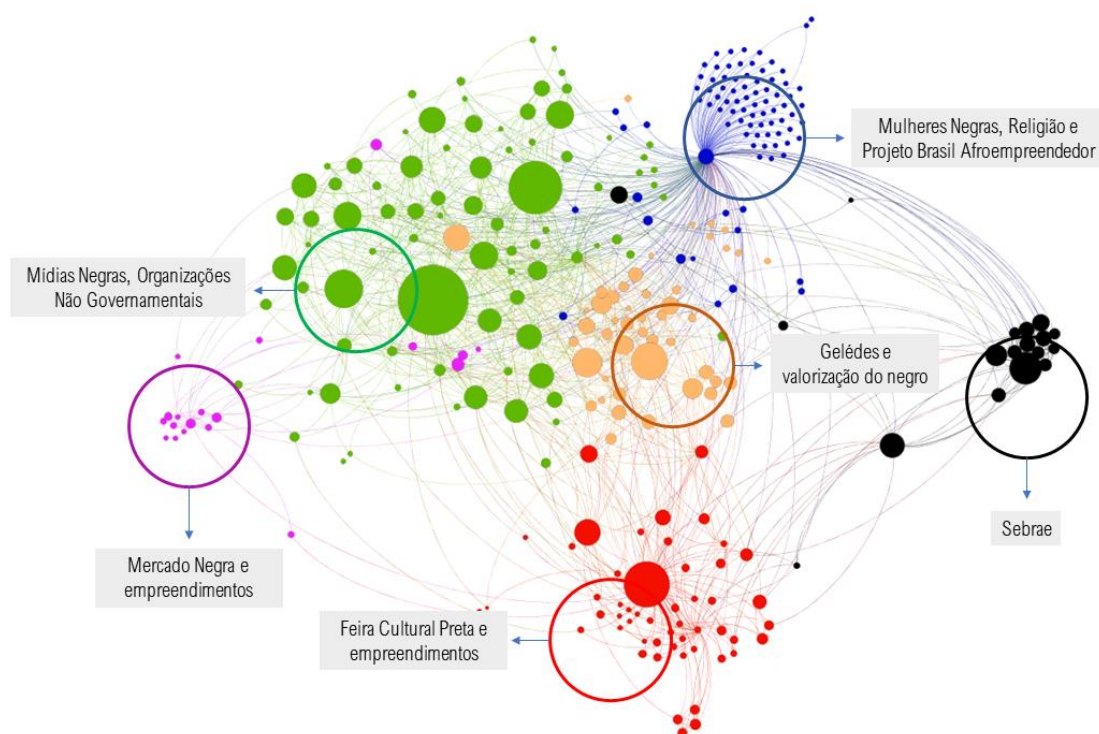 Mulheres Negras, Religião e
Projeto Brasil Afroempreendedor
Mídias Negras, Organizações
Não Governamentais
Gelédes e
valorização do negro
Sebrae
Mercado Negra e
empreendimentos
Feira Cultural Preta e
empreendimentos